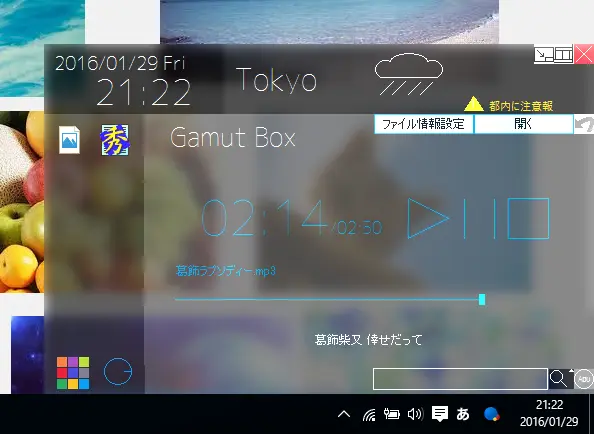 2016/01/29 Fri
21:22
Tokyo
都内に注意報
ファイル情報設定
開く
秀
Gamut Box
02:14/02:50
葛飾ラプソディー.mp3
葛飾柴又 倖せだって
あ
21:22
2016/01/29